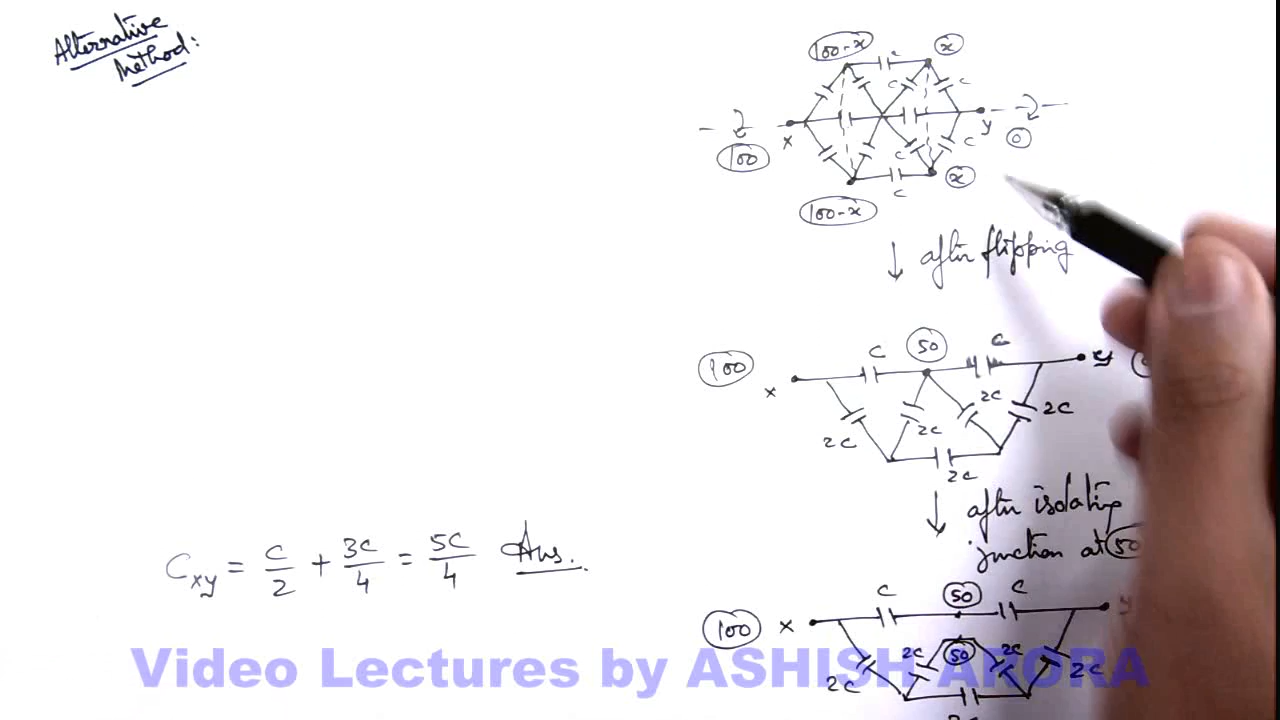 Alternative
Method:
100-x
x
C
C
C
X
100
y
0
C
C
C
x
100-x
↓ after flipping
100
X
C
50
C
y
2C
2C
2C
2C
2C
↓ after isolating
junction at 50
C_xy = C/2 + 3C/4 = 5C/4 Ans.
100
X
C
50
C
y
2C
2C
50
2C
2C
2C
Video Lectures by ASHISH ARORA